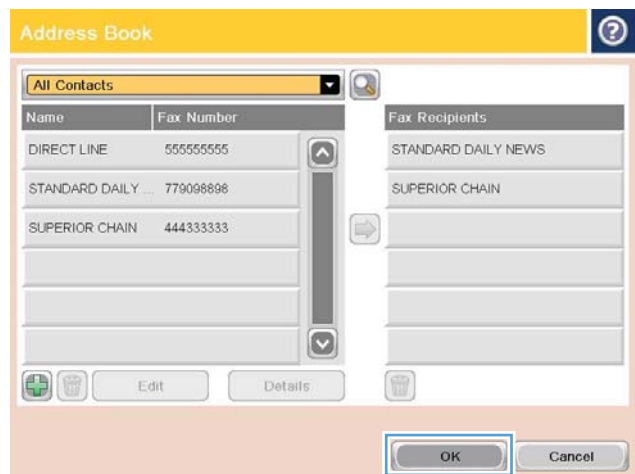 Address Book
?
All Contacts
Name Fax Number
DIRECT LINE 555555555
STANDARD DAILY ... 779098898
SUPERIOR CHAIN 444333333
Edit Details
Fax Recipients
STANDARD DAILY NEWS
SUPERIOR CHAIN
OK Cancel